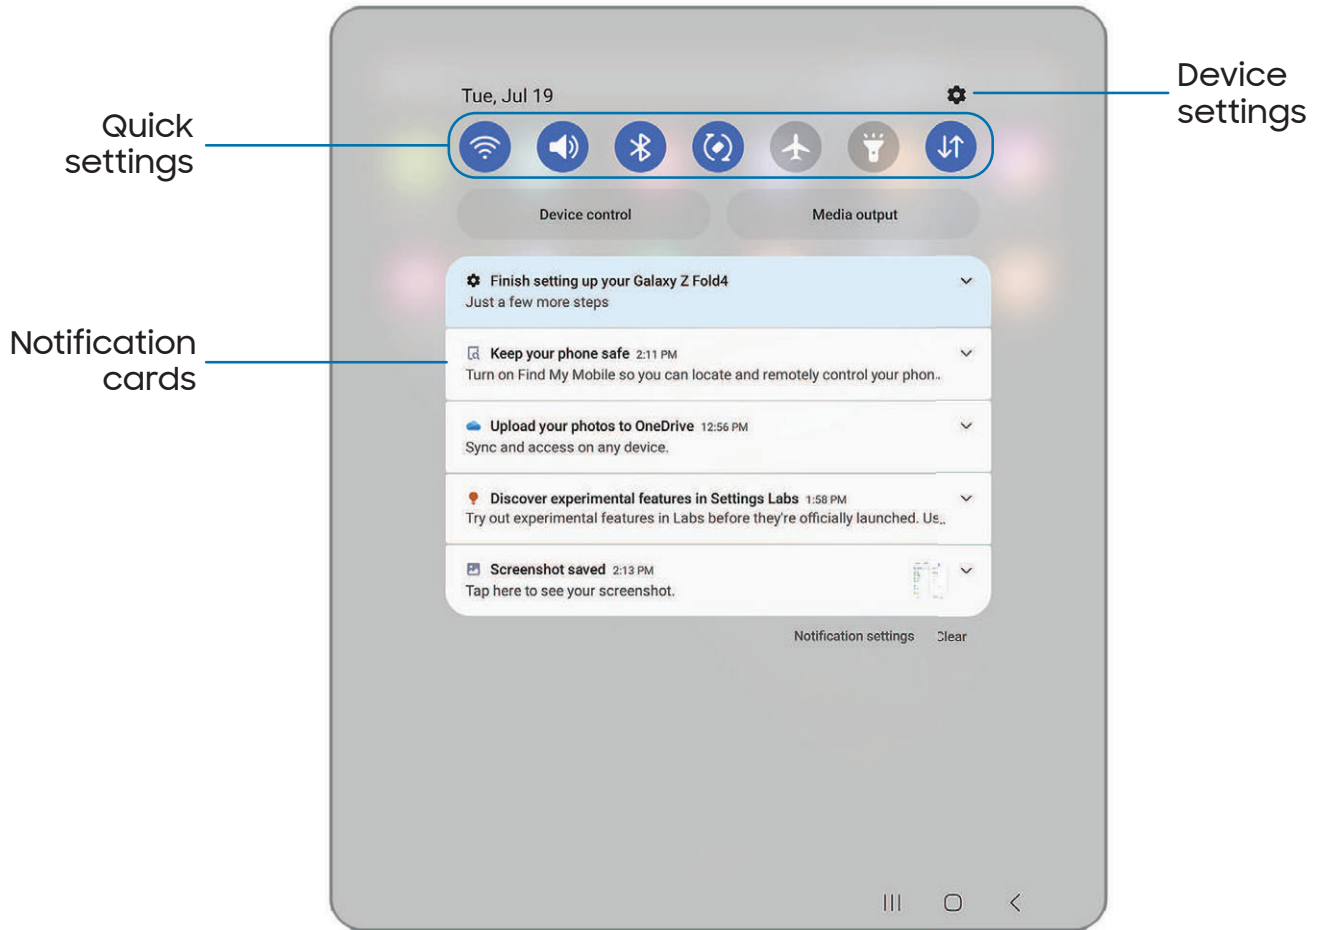 Device
settings
Tue, Jul 19
Quick
settings
Device control
Media output
Finish setting up your Galaxy Z Fold4
Just a few more steps
Notification
cards
Keep your phone safe 2:11 PM
Turn on Find My Mobile so you can locate and remotely control your phon..
Upload your photos to OneDrive 12:56 PM
Sync and access on any device.
Discover experimental features in Settings Labs 1:58 PM
Try out experimental features in Labs before they're officially launched. Us..
Screenshot saved 2:13 PM
Tap here to see your screenshot.
Notification settings
Clear